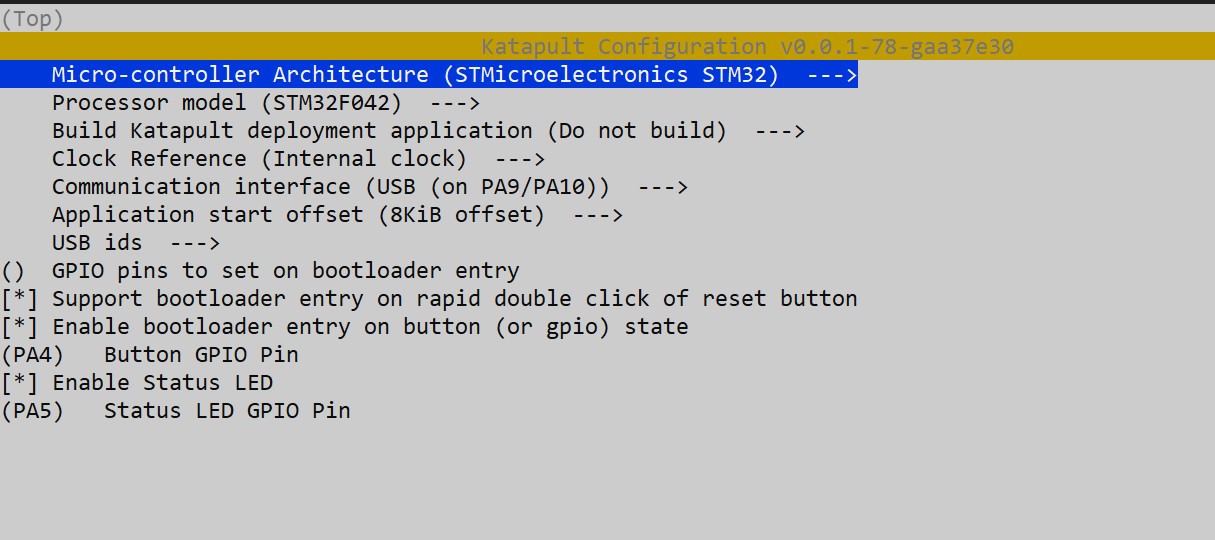 (Top)
Katapult Configuration v0.0.1-78-gaa37e30
Micro-controller Architecture (STMicroelectronics STM32)  --->
Processor model (STM32F042)  --->
Build Katapult deployment application (Do not build)  --->
Clock Reference (Internal clock)  --->
Communication interface (USB (on PA9/PA10))  --->
Application start offset (8KiB offset)  --->
USB ids  --->
()  GPIO pins to set on bootloader entry
[*] Support bootloader entry on rapid double click of reset button
[*] Enable bootloader entry on button (or gpio) state
(PA4)   Button GPIO Pin
[*] Enable Status LED
(PA5)   Status LED GPIO Pin